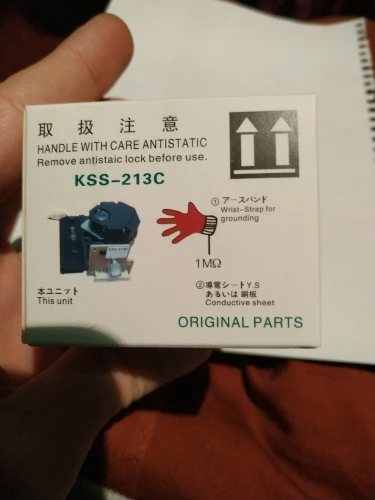 取 扱 注 意
HANDLE WITH CARE ANTISTATIC
Remove antistaic lock before use.
KSS-213C
① アースバンド
Wrist-Strap for
grounding
1MΩ
本ユニット
This unit
②導電シートY.S
あるいは 銅板
Conductive sheet
ORIGINAL PARTS